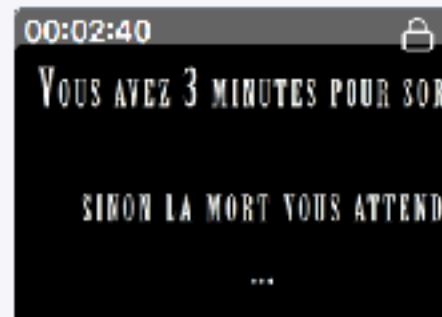 00:02:40
Vous avez 3 minutes pour sor
sinon la mort vous attend
...